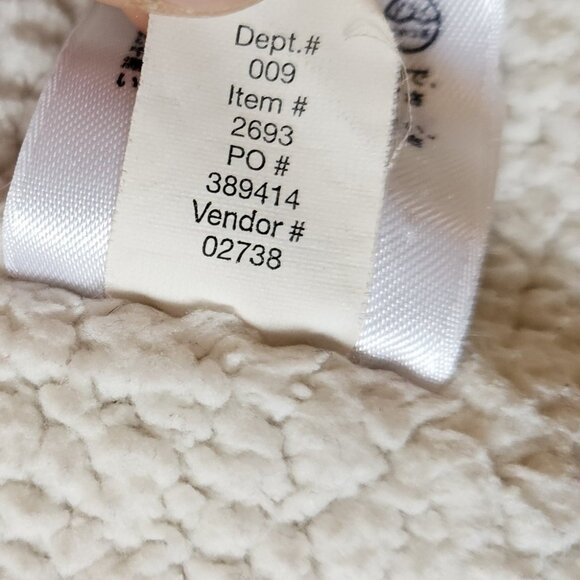 Dept.#
009
Item #
2693
PO #
389414
Vendor #
02738